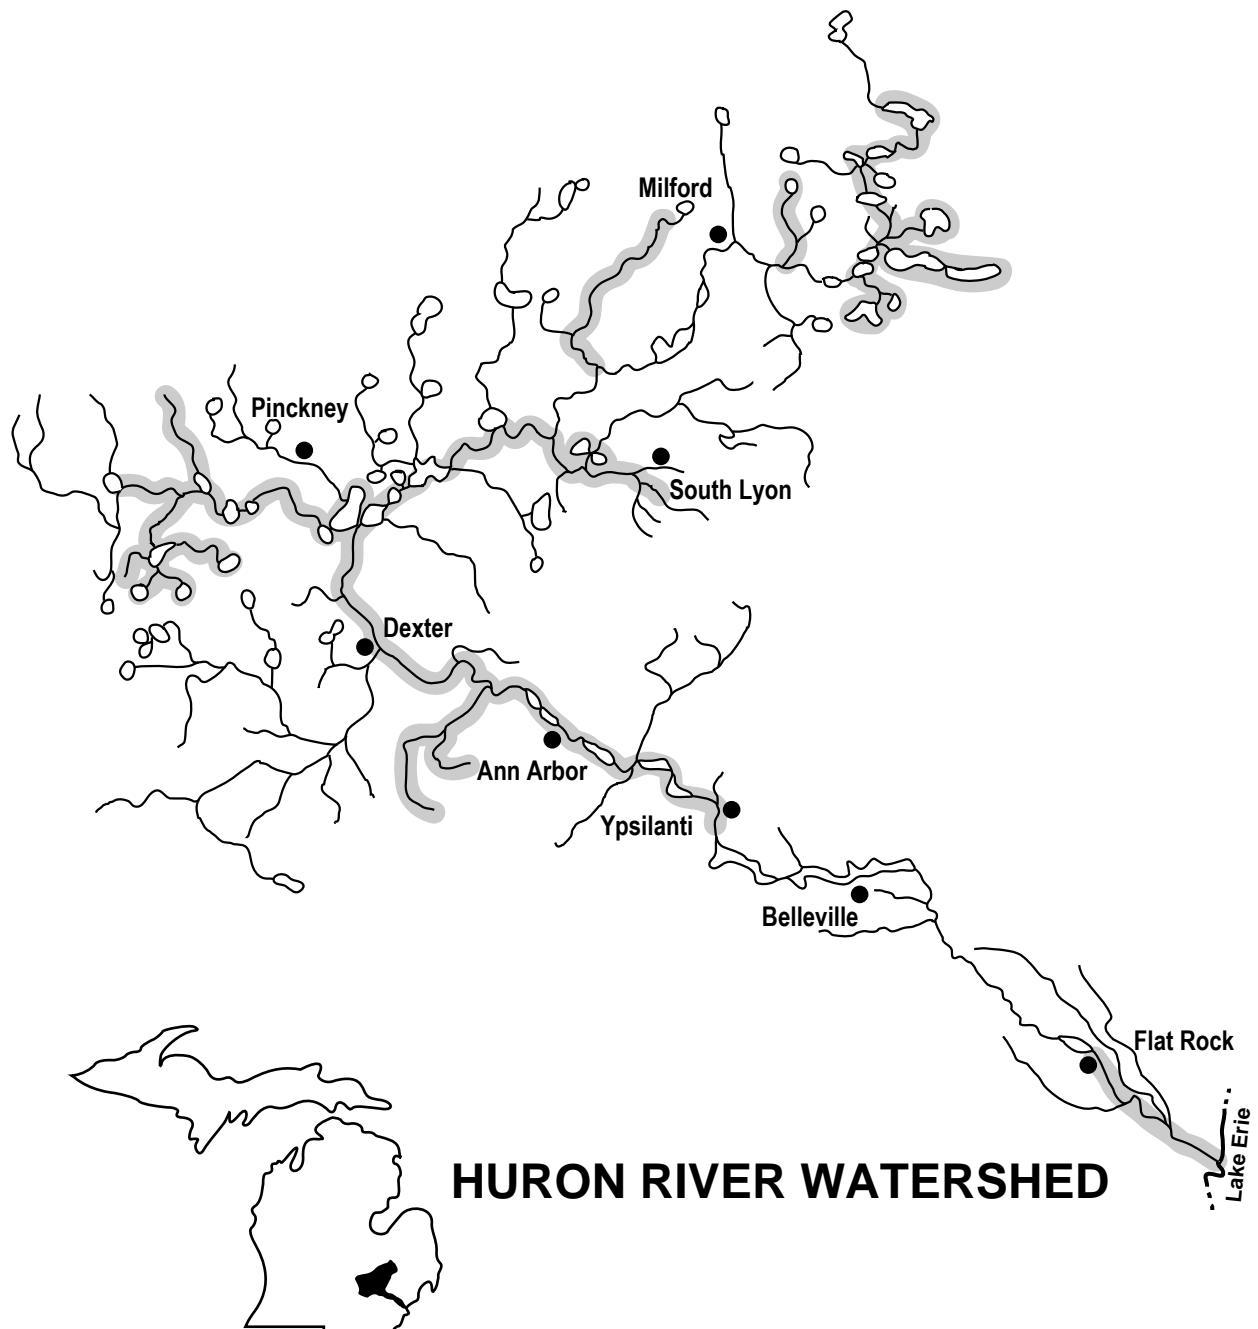 Milford
Pinckney
South Lyon
Dexter
Ann Arbor
Ypsilanti
Belleville
Flat Rock
Lake Erie
HURON RIVER WATERSHED